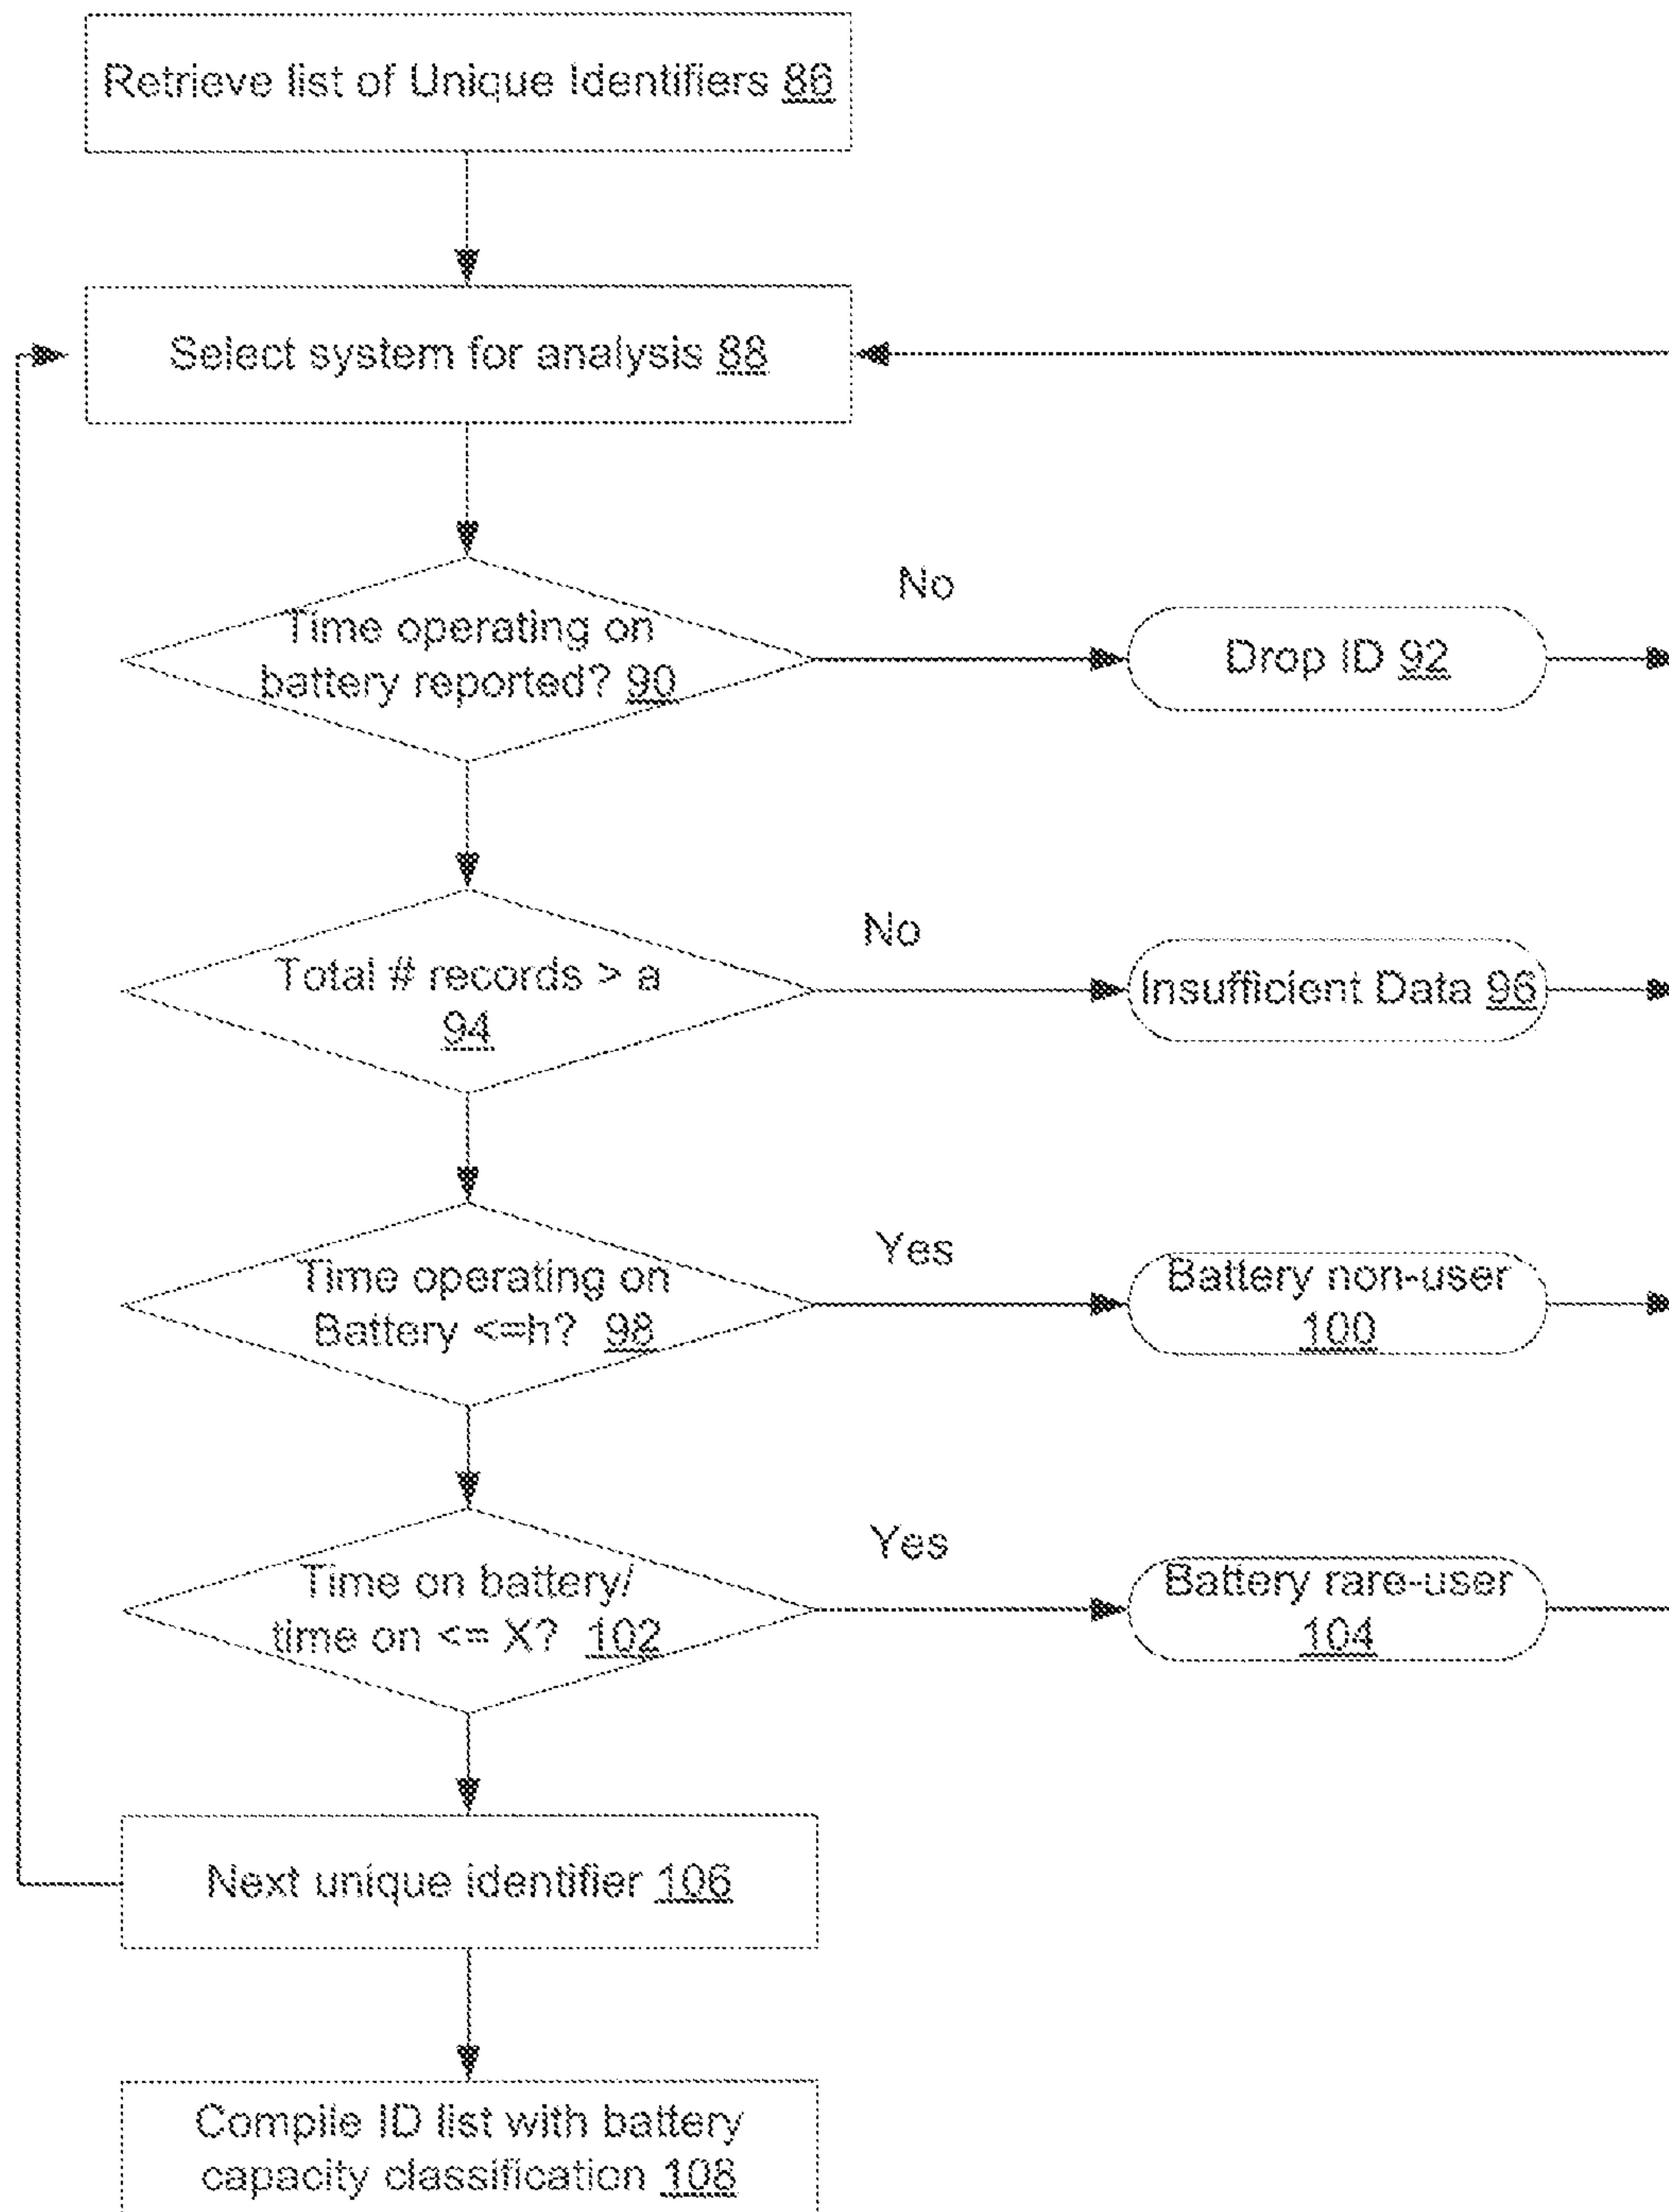 Retrieve list of Unique Identifiers 86
Select system for analysis 88
Time operating on
battery reported? 90
No
Drop ID 92
Total # records > a
94
No
Insufficient Data 96
Time operating on
Battery <=h? 98
Yes
Battery non-user
100
Time on battery/
time on <= X? 102
Yes
Battery rare-user
104
Next unique identifier 106
Compile ID list with battery
capacity classification 108